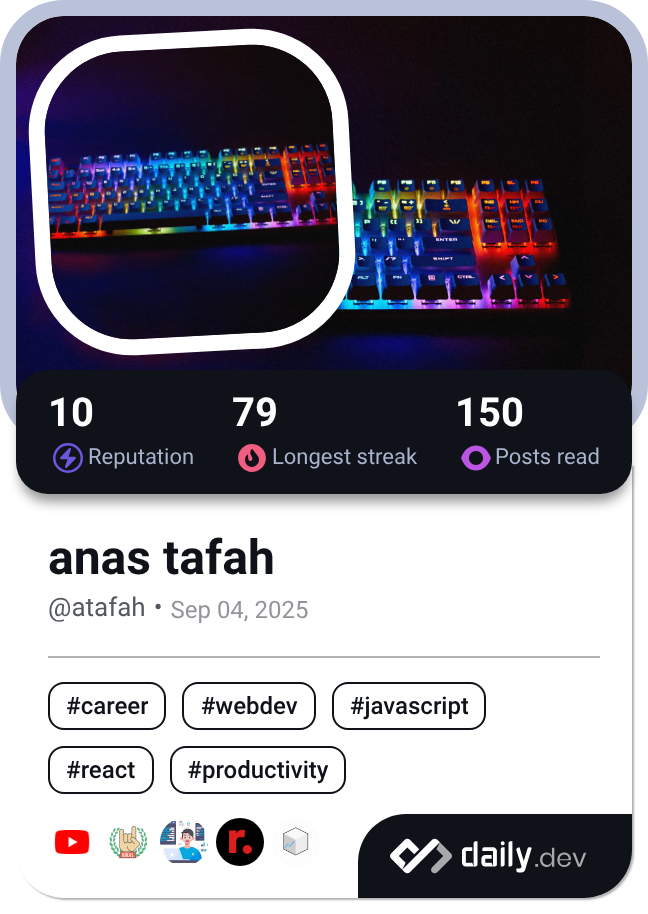 10
79
150
Reputation
Longest streak
Posts read
anas tafah
@atafah • Sep 04, 2025
#career
#webdev
#javascript
#react
#productivity
r.
daily.dev